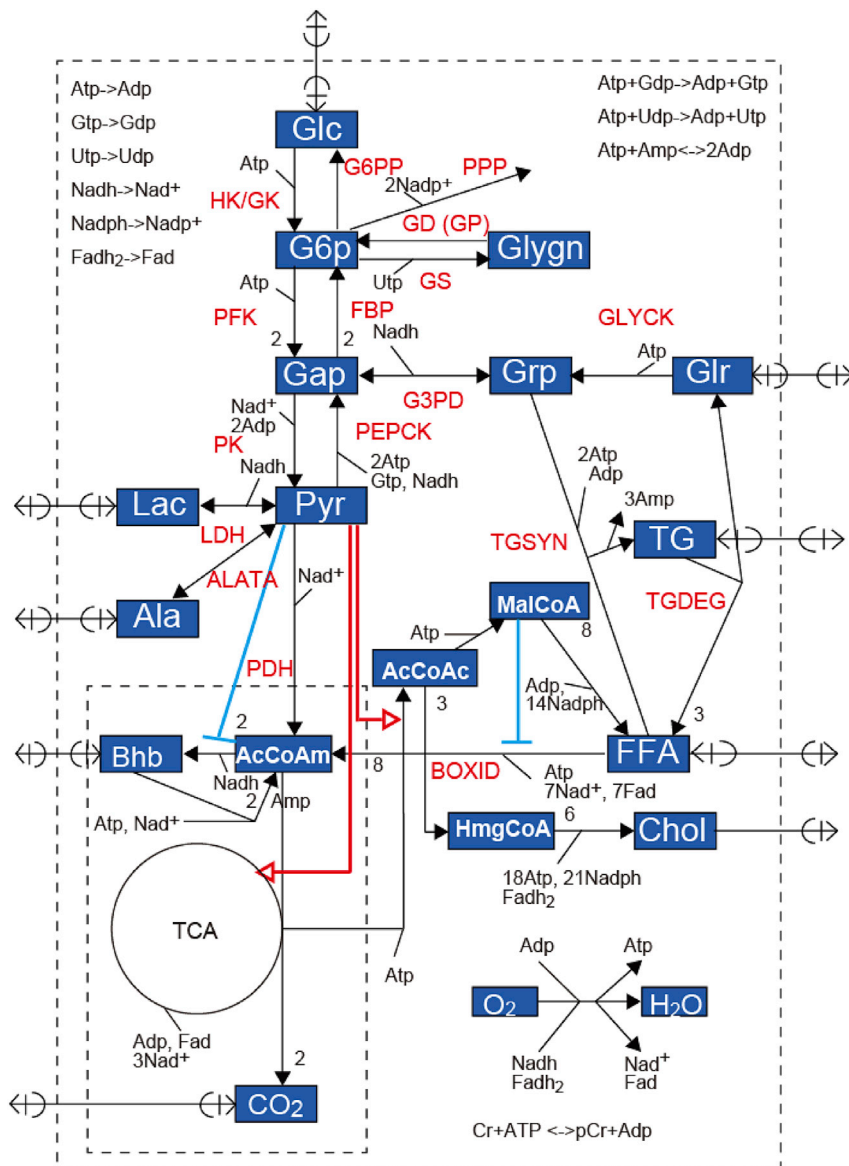 Atp->Adp
Gtp->Gdp
Utp->Udp
Nadh->Nad+
Nadph->Nadp+
Fadh2->Fad
Atp+Gdp->Adp+Gtp
Atp+Udp->Adp+Utp
Atp+Amp<->2Adp
Glc
Atp
G6PP
PPP
2Nadp+
HK/GK
GD (GP)
G6p
Glygn
Utp
GS
Atp
FBP
PFK
GLYCK
2
2
Nadh
Atp
Gap
Grp
Glr
Nad+
2Adp
G3PD
PK
PEPCK
Nadh
2Atp
Gtp, Nadh
2Atp
Adp
3Amp
Lac
Pyr
LDH
TGSYN
TG
ALATA
Nad+
TGDEG
Ala
MalCoA
Atp
8
PDH
AcCoAc
3
Adp,
14Nadph
3
2
Bhb
AcCoAm
8
BOXID
FFA
Nadh
2
Amp
Atp
7Nad+, 7Fad
Atp, Nad+
HmgCoA
6
Chol
18Atp, 21Nadph
Fadh2
TCA
Atp
Adp
Atp
O2
H2O
Adp, Fad
3Nad+
2
Nadh
Fadh2
Nad+
Fad
CO2
Cr+ATP <->pCr+Adp